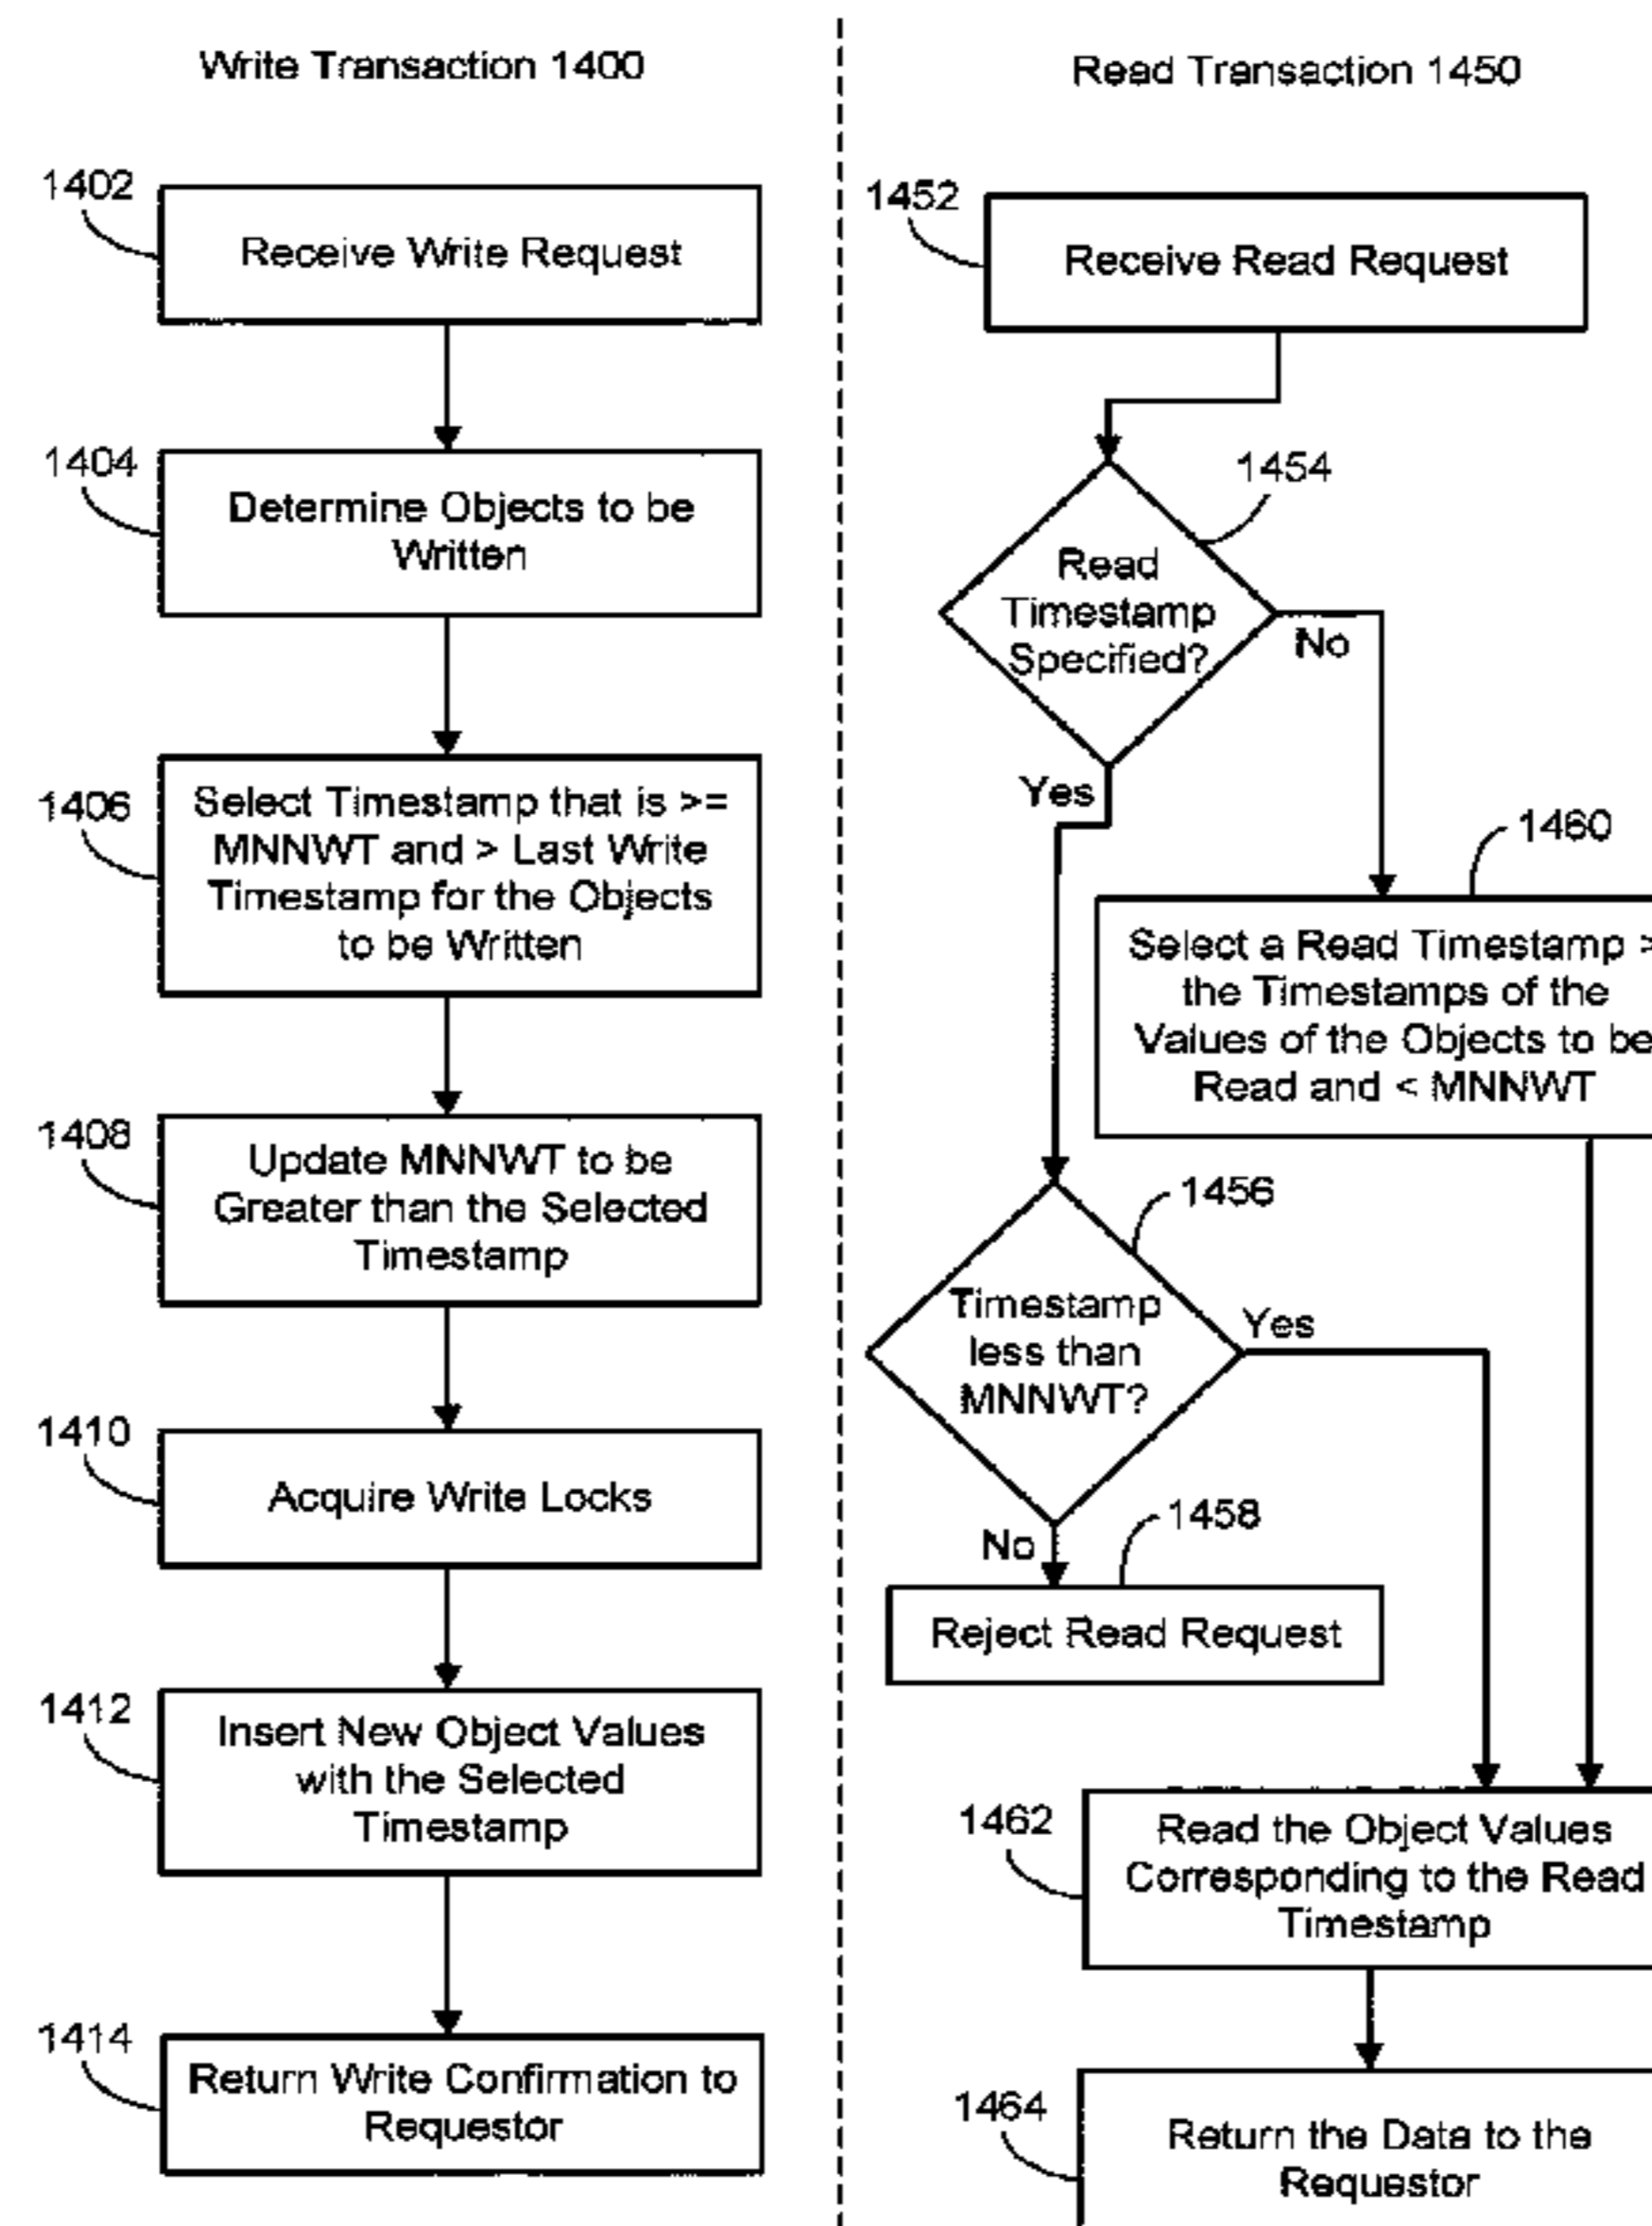 Write Transaction 1400
1402
Receive Write Request
1404
Determine Objects to be
Written
1406
Select Timestamp that is >=
MNNWT and > Last Write
Timestamp for the Objects
to be Written
1408
Update MNNWT to be
Greater than the Selected
Timestamp
1410
Acquire Write Locks
1412
Insert New Object Values
with the Selected
Timestamp
1414
Return Write Confirmation to
Requestor
Read Transaction 1450
1452
Receive Read Request
1454
Read
Timestamp
Specified?
No
Yes
1460
Select a Read Timestamp >
the Timestamps of the
Values of the Objects to be
Read and < MNNWT
1456
Timestamp
less than
MNNWT?
Yes
No
1458
Reject Read Request
1462
Read the Object Values
Corresponding to the Read
Timestamp
1464
Return the Data to the
Requestor